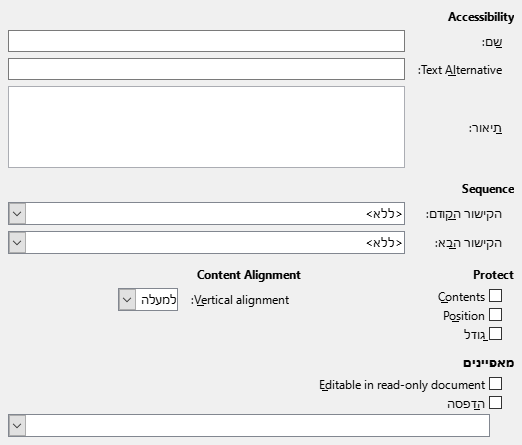 Accessibility
שם:
Text Alternative:
תיאור:
Sequence
הקישור הקודם:
<ללא>
הקישור הבא:
<ללא>
Protect
Contents
Position
גודל
Content Alignment
Vertical alignment:
למעלה
מאפיינים
Editable in read-only document
הדפסה